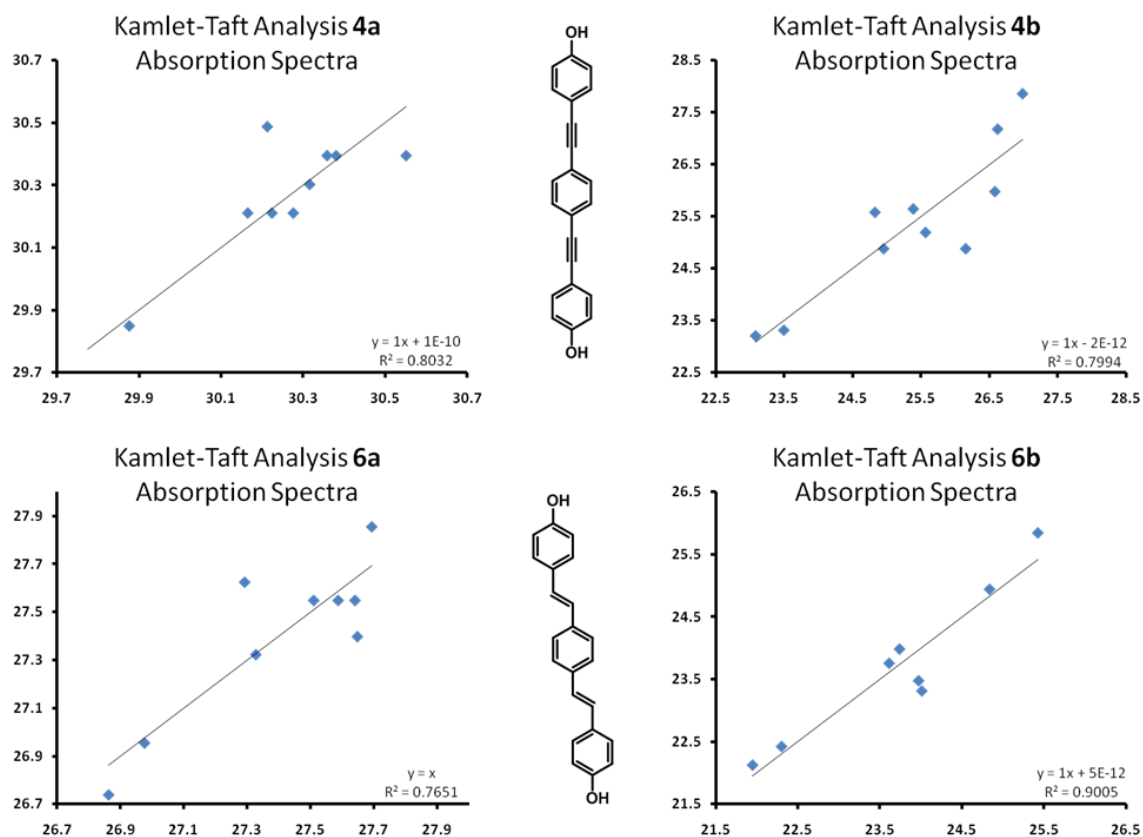 Kamlet-Taft Analysis 4a
Absorption Spectra
30.7
30.5
30.3
30.1
29.9
29.7
29.7 29.9 30.1 30.3 30.5 30.7
y = 1x + 1E-10
R² = 0.8032
OH
OH
Kamlet-Taft Analysis 4b
Absorption Spectra
28.5
27.5
26.5
25.5
24.5
23.5
22.5
22.5 23.5 24.5 25.5 26.5 27.5 28.5
y = 1x - 2E-12
R² = 0.7994
Kamlet-Taft Analysis 6a
Absorption Spectra
27.9
27.7
27.5
27.3
27.1
26.9
26.7
26.7 26.9 27.1 27.3 27.5 27.7 27.9
y = x
R² = 0.7651
OH
OH
Kamlet-Taft Analysis 6b
Absorption Spectra
26.5
25.5
24.5
23.5
22.5
21.5
21.5 22.5 23.5 24.5 25.5 26.5
y = 1x + 5E-12
R² = 0.9005